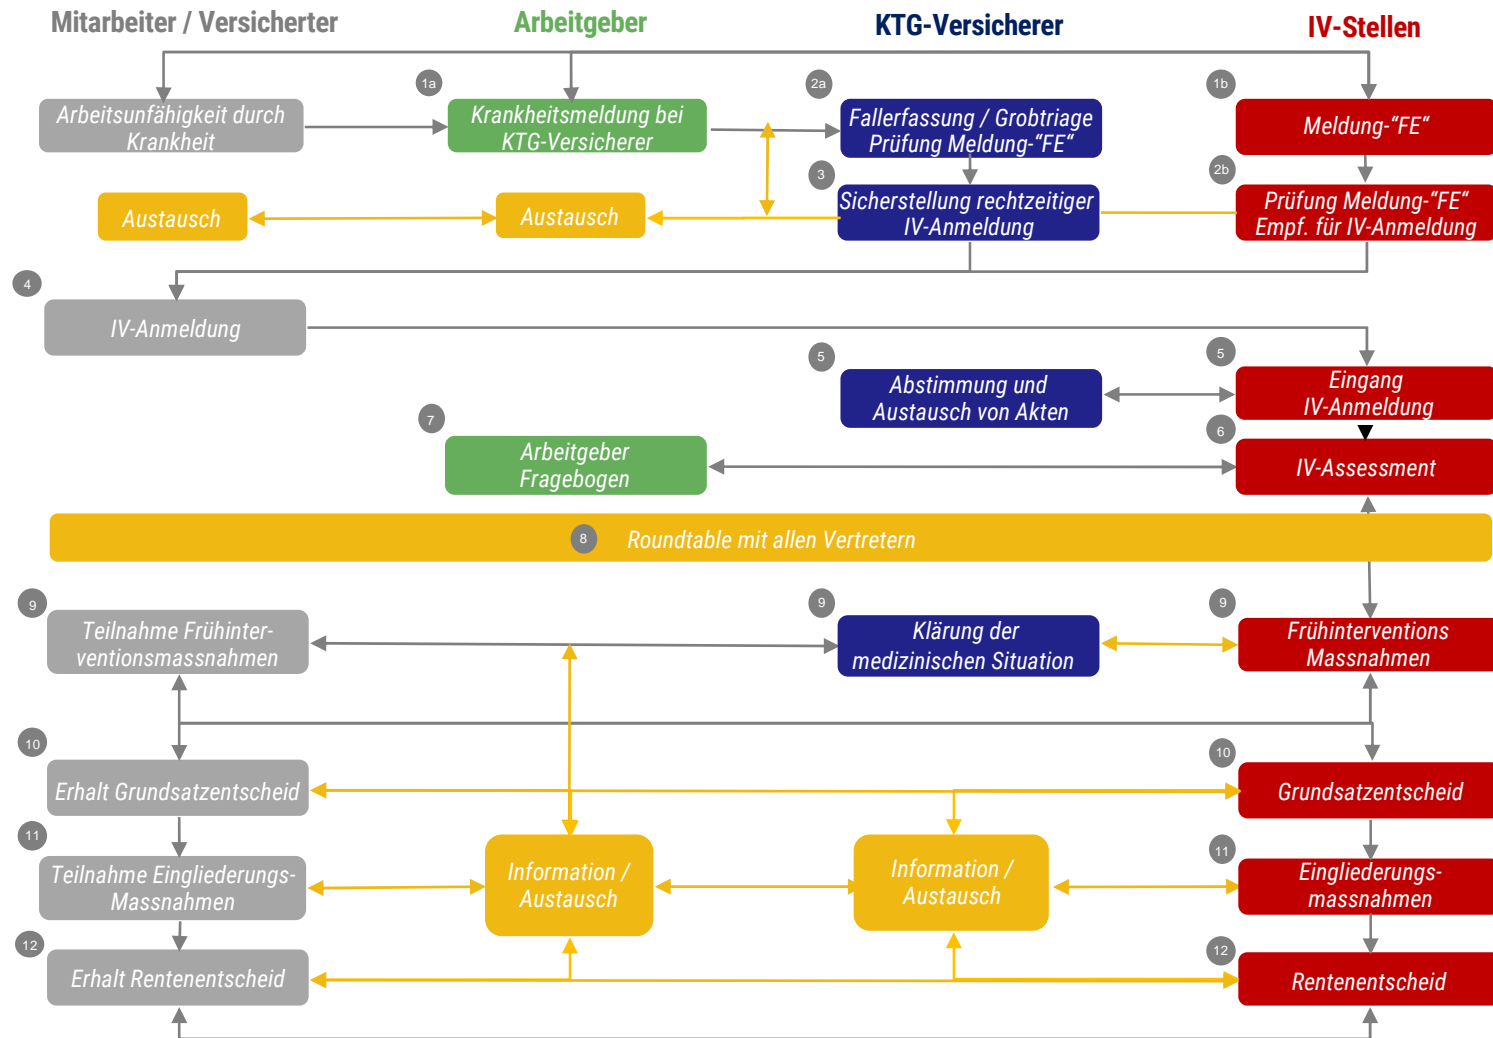 Mitarbeiter / Versicherter
Arbeitgeber
KTG-Versicherer
IV-Stellen
1a
2a
1b
Arbeitsunfähigkeit durch
Krankheit
Krankheitsmeldung bei
KTG-Versicherer
Fallerfassung / Grobtriage
Prüfung Meldung-"FE“
Meldung-“FE“
3
2b
Austausch
Austausch
Sicherstellung rechtzeitiger
IV-Anmeldung
Prüfung Meldung-“FE“
Empf. für IV-Anmeldung
4
IV-Anmeldung
5
5
Abstimmung und
Austausch von Akten
Eingang
IV-Anmeldung
7
6
Arbeitgeber
Fragebogen
IV-Assessment
8
Roundtable mit allen Vertretern
9
9
9
Teilnahme Frühinter-
ventionsmassnahmen
Klärung der
medizinischen Situation
Frühinterventions
Massnahmen
10
10
Erhalt Grundsatzentscheid
Grundsatzentscheid
11
11
Teilnahme Eingliederungs-
Massnahmen
Information /
Austausch
Information /
Austausch
Eingliederungs-
massnahmen
12
12
Erhalt Rentenentscheid
Rentenentscheid